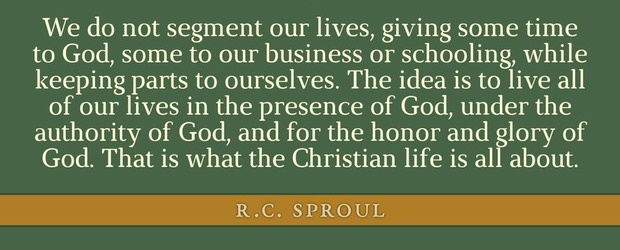 We do not segment our lives, giving some time
to God, some to our business or schooling, while
keeping parts to ourselves. The idea is to live all
of our lives in the presence of God, under the
authority of God, and for the honor and glory of
God. That is what the Christian life is all about.
R.C. SPROUL